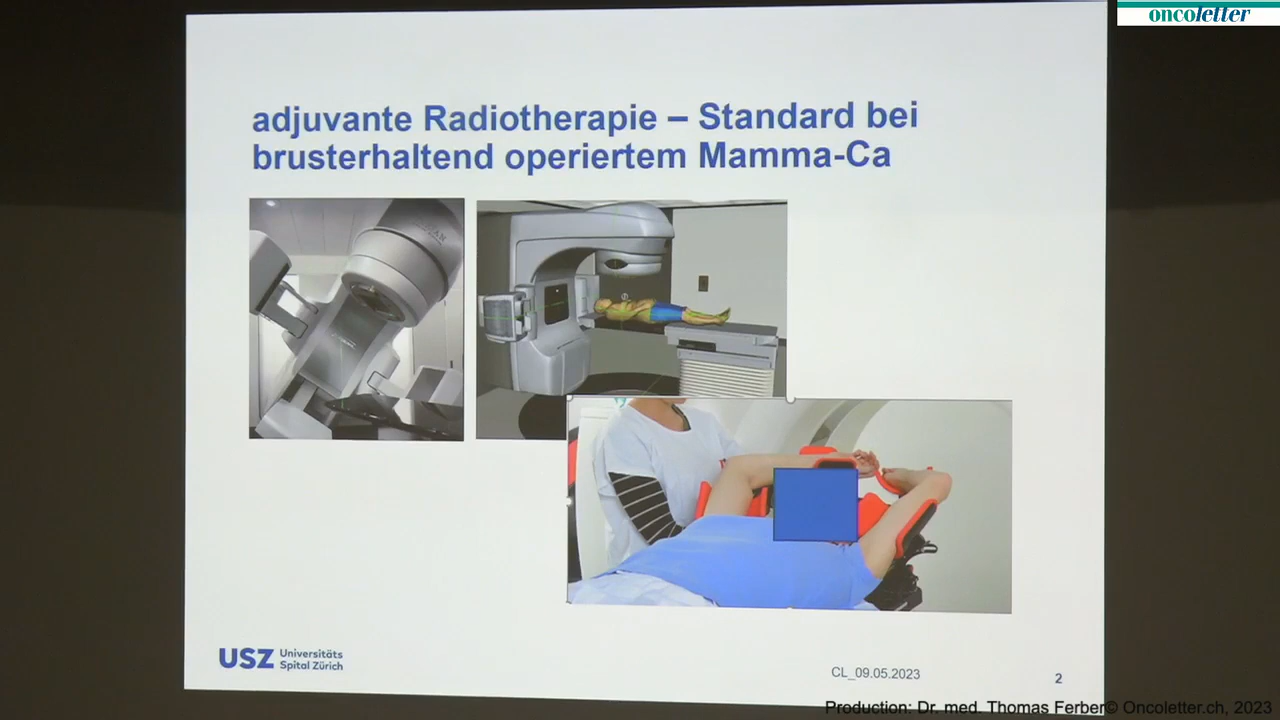 oncoletter
adjuvante Radiotherapie – Standard bei
brusterhaltend operiertem Mamma-Ca
USZ Universitäts
Spital Zürich
CL_09.05.2023
2
Production: Dr. med. Thomas Ferber© Oncoletter.ch, 2023